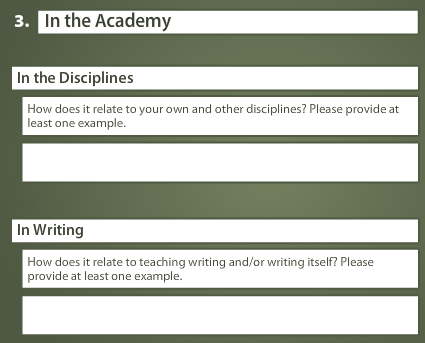 3. In the Academy
In the Disciplines
How does it relate to your own and other disciplines? Please provide at
least one example.
In Writing
How does it relate to teaching writing and/or writing itself? Please
provide at least one example.